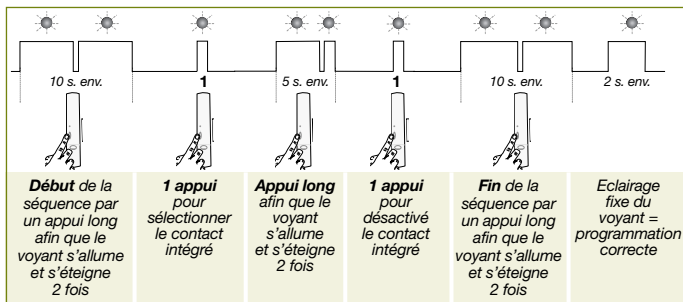 10 s. env.
1
5 s. env.
1
10 s. env.
2 s. env.
Début de la
séquence par
un appui long
afin que le
voyant s'allume
et s'éteigne
2 fois
1 appui
pour
sélectionner
le contact
intégré
Appui long
afin que le
voyant
s'allume
et s'éteigne
2 fois
1 appui
pour
désactivé
le contact
intégré
Fin de la
séquence par
un appui long
afin que le
voyant s'allume
et s'éteigne
2 fois
Eclairage
fixe du
voyant =
programmation
correcte